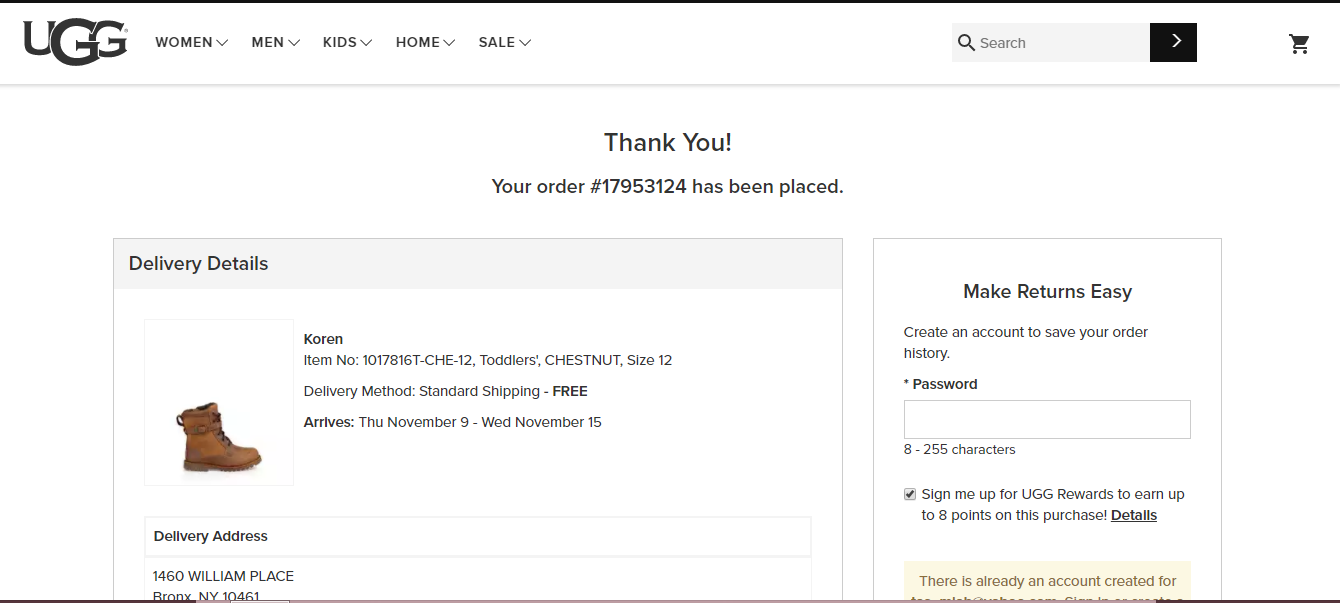 UGG
WOMEN MEN KIDS HOME SALE
Search
Thank You!
Your order #17953124 has been placed.
Delivery Details
Koren
Item No: 1017816T-CHE-12, Toddlers', CHESTNUT, Size 12
Delivery Method: Standard Shipping - FREE
Arrives: Thu November 9 - Wed November 15
Delivery Address
1460 WILLIAM PLACE
Bronx, NY 10461
Make Returns Easy
Create an account to save your order
history.
* Password
8 - 255 characters
Sign me up for UGG Rewards to earn up
to 8 points on this purchase! Details
There is already an account created for
Sign in or create a